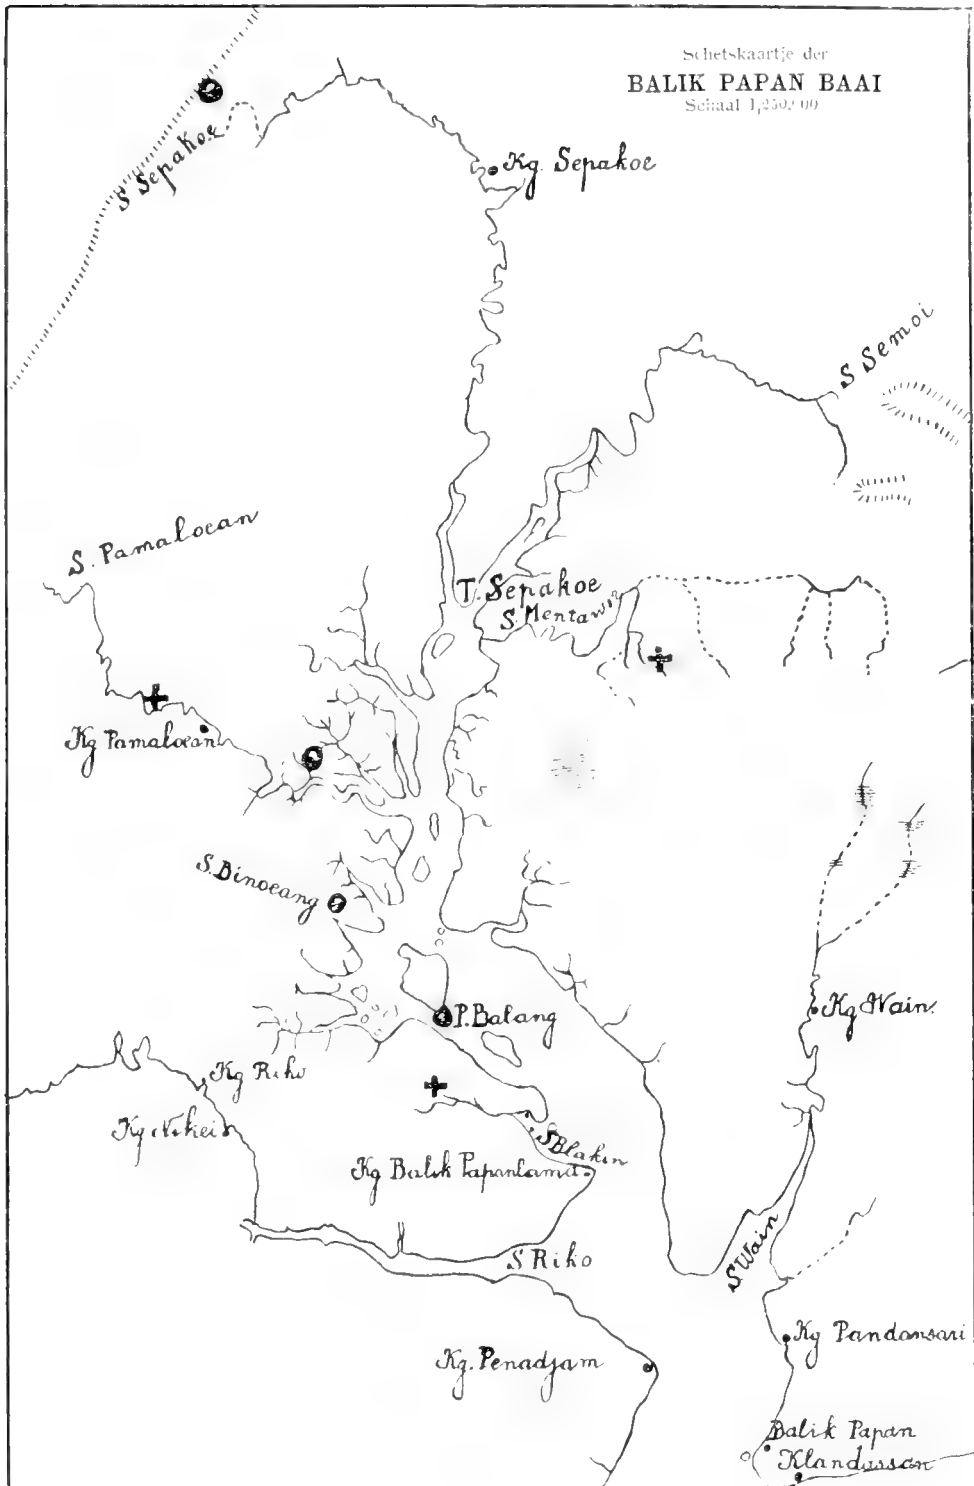 Schetskaartje der
BALIK PAPAN BAAI
S Sepakoe
Kg. Sepakoe
S Semoi
S. Pamaloean
T. Sepakoe
S. Mentawir
Kg Pamaloean
S. Binoeang
P. Balang
Kg Wain.
Kg Riko
Kg Balik Papanlama
S Blakin
S Riko
S Wain
Kg Pandansari
Kg. Penadjam
Balik Papan
Klandasan